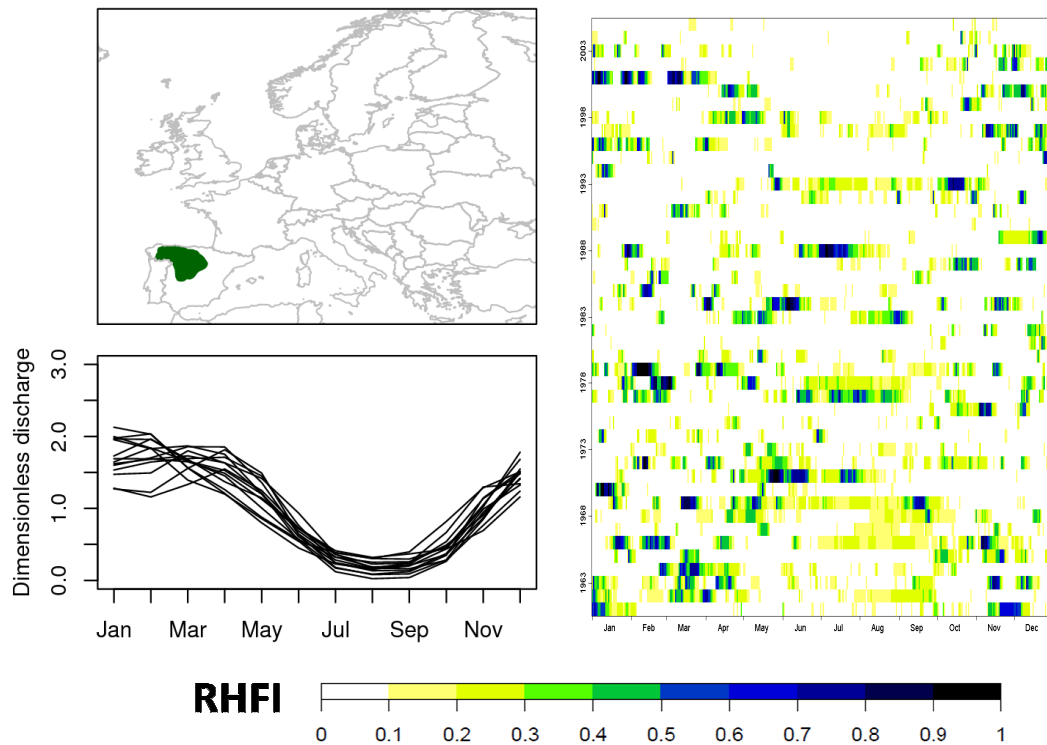 Dimensionless discharge
3.0
2.0
1.0
0.0
Jan Mar May Jul Sep Nov
2003
1998
1993
1988
1983
1978
1973
1968
1963
Jan Feb Mar Apr May Jun Jul Aug Sep Oct Nov Dec
RHFI
0 0.1 0.2 0.3 0.4 0.5 0.6 0.7 0.8 0.9 1